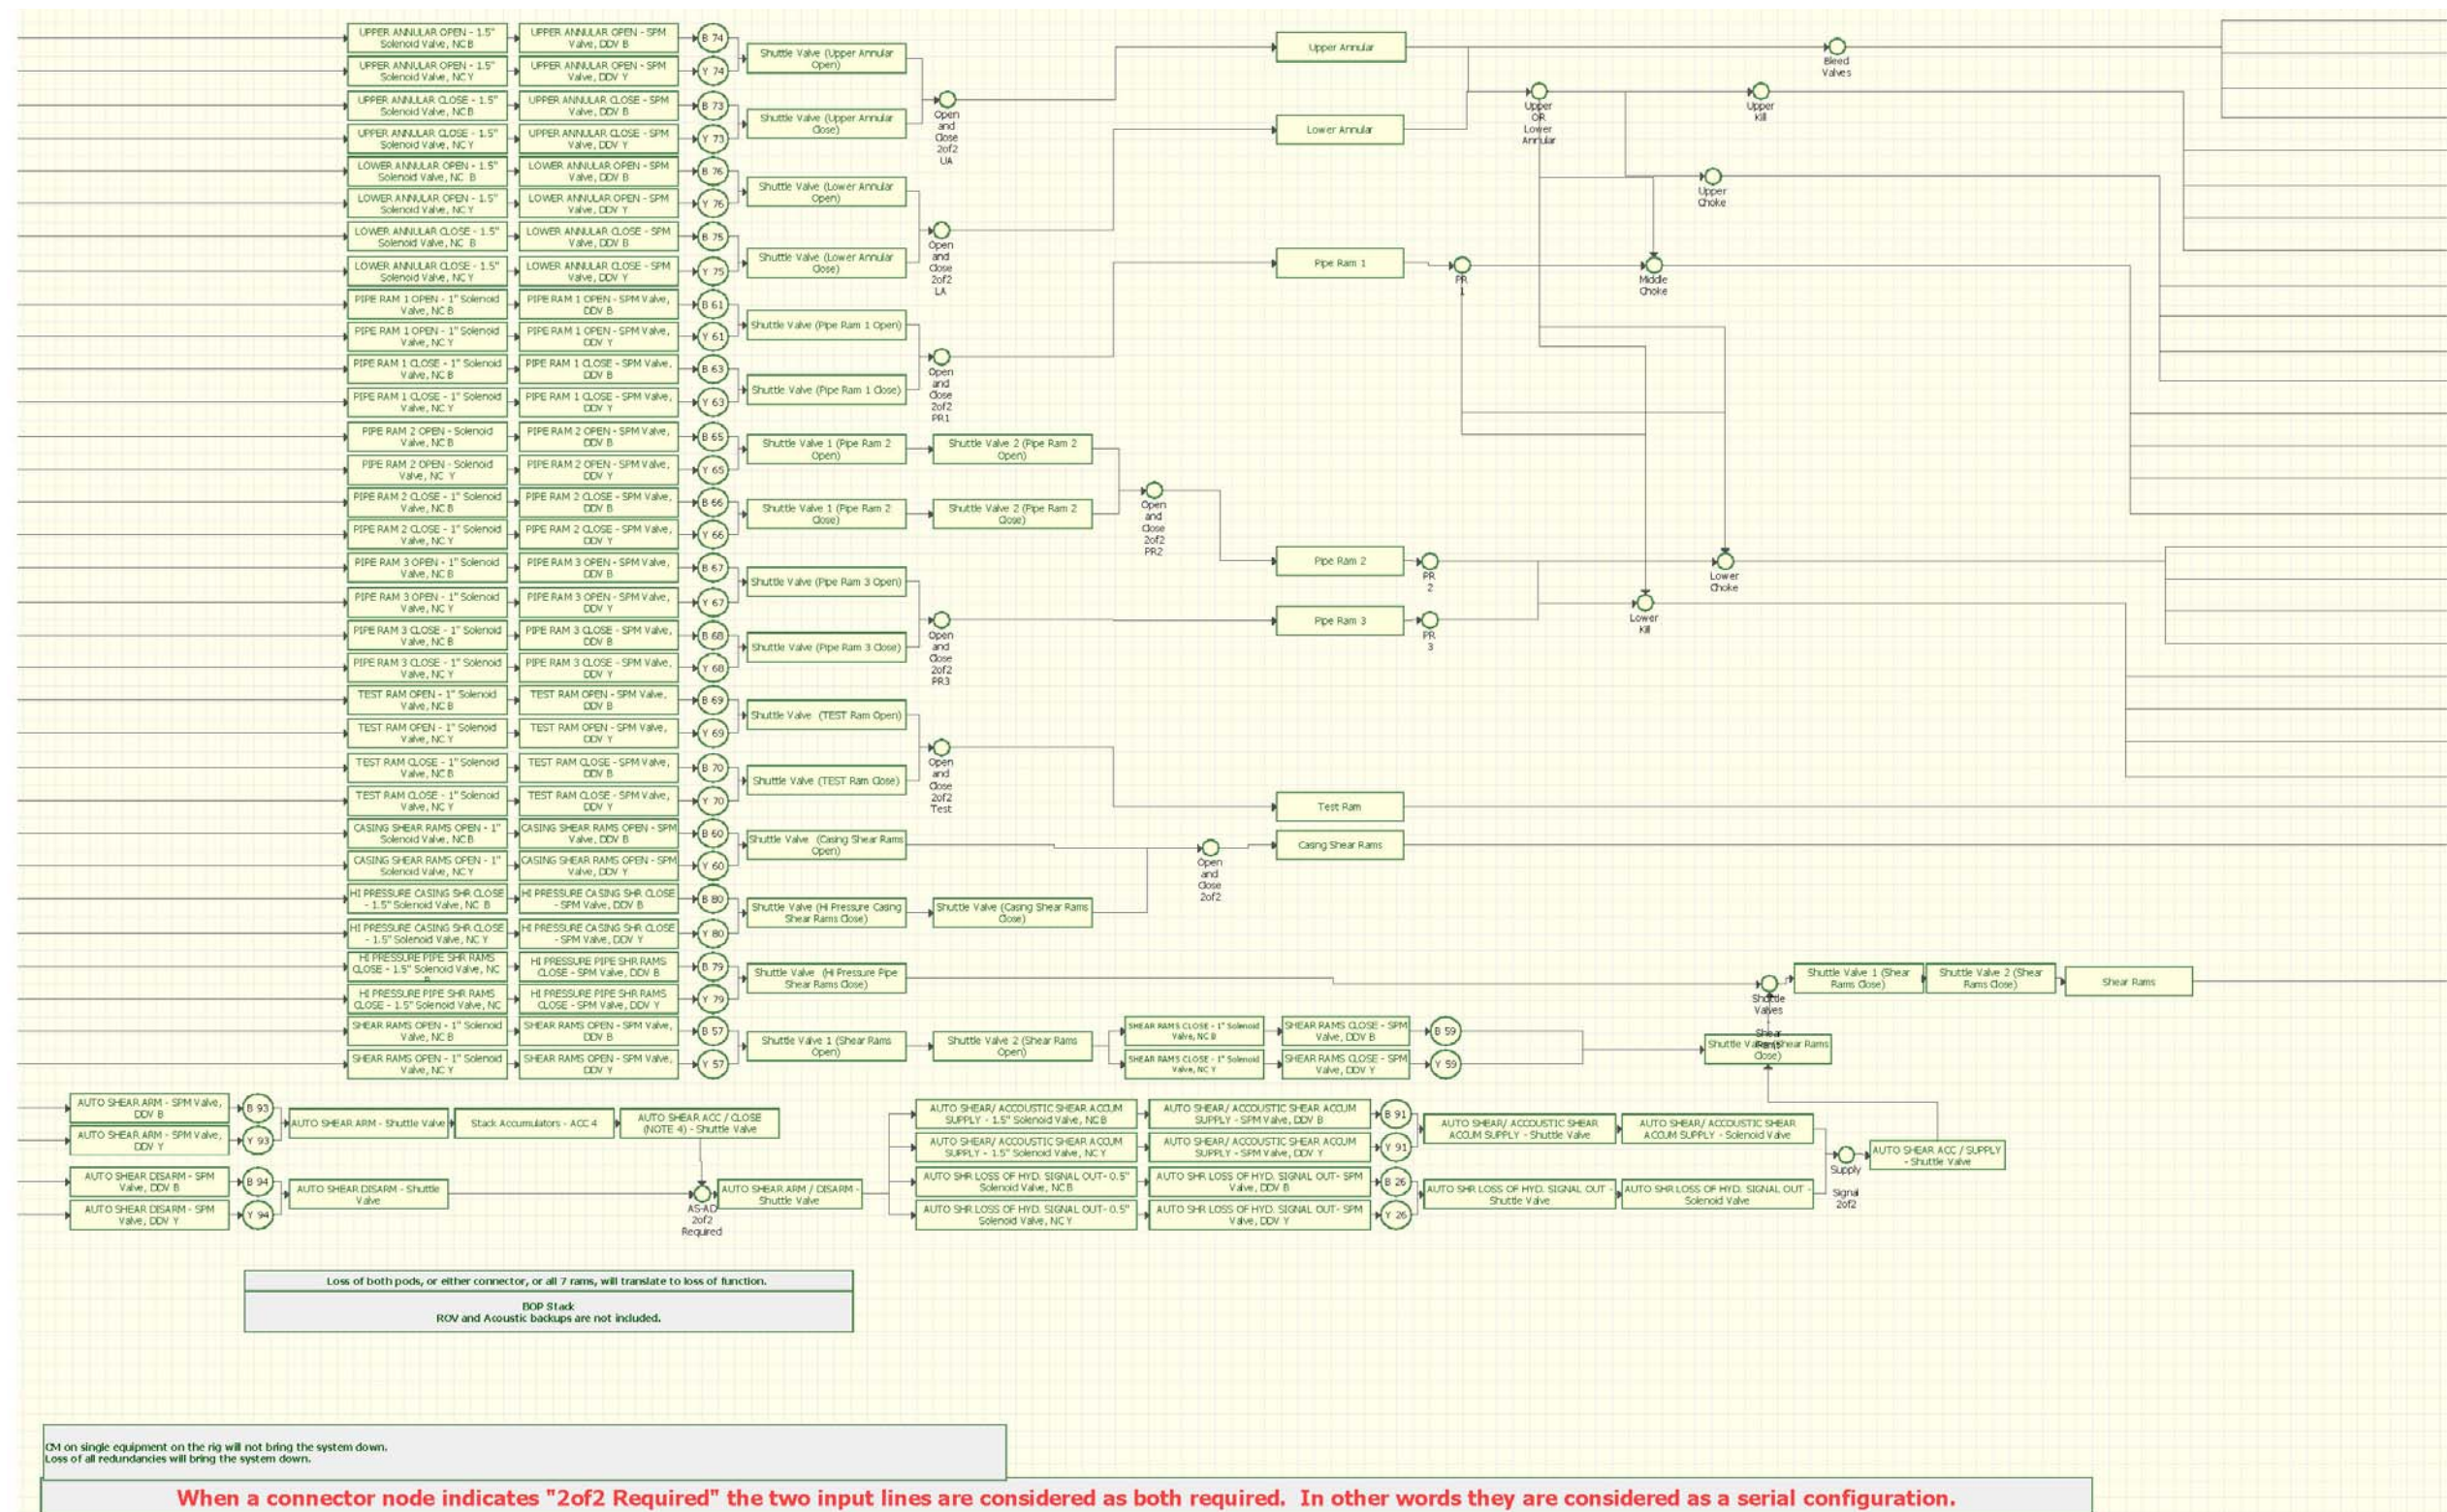 UPPER ANNULAR OPEN - 1.5"
Solenoid Valve, NC B
UPPER ANNULAR OPEN - SPM
Valve, DDV B
B 74
UPPER ANNULAR OPEN - 1.5"
Solenoid Valve, NC Y
UPPER ANNULAR OPEN - SPM
Valve, DDV Y
Y 74
Shuttle Valve (Upper Annular
Open)
UPPER ANNULAR CLOSE - 1.5"
Solenoid Valve, NC B
UPPER ANNULAR CLOSE - SPM
Valve, DDV B
B 73
UPPER ANNULAR CLOSE - 1.5"
Solenoid Valve, NC Y
UPPER ANNULAR CLOSE - SPM
Valve, DDV Y
Y 73
Shuttle Valve (Upper Annular
Close)
Open
and
Close
2of2
UA
LOWER ANNULAR OPEN - 1.5"
Solenoid Valve, NC B
LOWER ANNULAR OPEN - SPM
Valve, DDV B
B 76
LOWER ANNULAR OPEN - 1.5"
Solenoid Valve, NC Y
LOWER ANNULAR OPEN - SPM
Valve, DDV Y
Y 76
Shuttle Valve (Lower Annular
Open)
LOWER ANNULAR CLOSE - 1.5"
Solenoid Valve, NC B
LOWER ANNULAR CLOSE - SPM
Valve, DDV B
B 75
LOWER ANNULAR CLOSE - 1.5"
Solenoid Valve, NC Y
LOWER ANNULAR CLOSE - SPM
Valve, DDV Y
Y 75
Shuttle Valve (Lower Annular
Close)
Open
and
Close
2of2
LA
PIPE RAM 1 OPEN - 1" Solenoid
Valve, NC B
PIPE RAM 1 OPEN - SPM Valve,
DDV B
B 61
PIPE RAM 1 OPEN - 1" Solenoid
Valve, NC Y
PIPE RAM 1 OPEN - SPM Valve,
DDV Y
Y 61
Shuttle Valve (Pipe Ram 1 Open)
PIPE RAM 1 CLOSE - 1" Solenoid
Valve, NC B
PIPE RAM 1 CLOSE - SPM Valve,
DDV B
B 63
PIPE RAM 1 CLOSE - 1" Solenoid
Valve, NC Y
PIPE RAM 1 CLOSE - SPM Valve,
DDV Y
Y 63
Shuttle Valve (Pipe Ram 1 Close)
Open
and
Close
2of2
PR1
PIPE RAM 2 OPEN - Solenoid
Valve, NC B
PIPE RAM 2 OPEN - SPM Valve,
DDV B
B 65
PIPE RAM 2 OPEN - Solenoid
Valve, NC Y
PIPE RAM 2 OPEN - SPM Valve,
DDV Y
Y 65
Shuttle Valve 1 (Pipe Ram 2
Open)
Shuttle Valve 2 (Pipe Ram 2
Open)
PIPE RAM 2 CLOSE - 1" Solenoid
Valve, NC B
PIPE RAM 2 CLOSE - SPM Valve,
DDV B
B 66
PIPE RAM 2 CLOSE - 1" Solenoid
Valve, NC Y
PIPE RAM 2 CLOSE - SPM Valve,
DDV Y
Y 66
Shuttle Valve 1 (Pipe Ram 2
Close)
Shuttle Valve 2 (Pipe Ram 2
Close)
Open
and
Close
2of2
PR2
PIPE RAM 3 OPEN - 1" Solenoid
Valve, NC B
PIPE RAM 3 OPEN - SPM Valve,
DDV B
B 67
PIPE RAM 3 OPEN - 1" Solenoid
Valve, NC Y
PIPE RAM 3 OPEN - SPM Valve,
DDV Y
Y 67
Shuttle Valve (Pipe Ram 3 Open)
PIPE RAM 3 CLOSE - 1" Solenoid
Valve, NC B
PIPE RAM 3 CLOSE - SPM Valve,
DDV B
B 68
PIPE RAM 3 CLOSE - 1" Solenoid
Valve, NC Y
PIPE RAM 3 CLOSE - SPM Valve,
DDV Y
Y 68
Shuttle Valve (Pipe Ram 3 Close)
Open
and
Close
2of2
PR3
TEST RAM OPEN - 1" Solenoid
Valve, NC B
TEST RAM OPEN - SPM Valve,
DDV B
B 69
TEST RAM OPEN - 1" Solenoid
Valve, NC Y
TEST RAM OPEN - SPM Valve,
DDV Y
Y 69
Shuttle Valve (TEST Ram Open)
TEST RAM CLOSE - 1" Solenoid
Valve, NC B
TEST RAM CLOSE - SPM Valve,
DDV B
B 70
TEST RAM CLOSE - 1" Solenoid
Valve, NC Y
TEST RAM CLOSE - SPM Valve,
DDV Y
Y 70
Shuttle Valve (TEST Ram Close)
Open
and
Close
2of2
Test
CASING SHEAR RAMS OPEN - 1"
Solenoid Valve, NC B
CASING SHEAR RAMS OPEN - SPM
Valve, DDV B
B 60
CASING SHEAR RAMS OPEN - 1"
Solenoid Valve, NC Y
CASING SHEAR RAMS OPEN - SPM
Valve, DDV Y
Y 60
Shuttle Valve (Casing Shear Rams
Open)
HI PRESSURE CASING SHR CLOSE
- 1.5" Solenoid Valve, NC B
HI PRESSURE CASING SHR CLOSE
- SPM Valve, DDV B
B 80
HI PRESSURE CASING SHR CLOSE
- 1.5" Solenoid Valve, NC Y
HI PRESSURE CASING SHR CLOSE
- SPM Valve, DDV Y
Y 80
Shuttle Valve (Hi Pressure Casing
Shear Rams Close)
Shuttle Valve (Casing Shear Rams
Close)
Open
and
Close
2of2
HI PRESSURE PIPE SHR RAMS
CLOSE - 1.5" Solenoid Valve, NC
HI PRESSURE PIPE SHR RAMS
CLOSE - SPM Valve, DDV B
B 79
HI PRESSURE PIPE SHR RAMS
CLOSE - 1.5" Solenoid Valve, NC
HI PRESSURE PIPE SHR RAMS
CLOSE - SPM Valve, DDV Y
Y 79
Shuttle Valve (Hi Pressure Pipe
Shear Rams Close)
SHEAR RAMS OPEN - 1" Solenoid
Valve, NC B
SHEAR RAMS OPEN - SPM Valve,
DDV B
B 57
SHEAR RAMS OPEN - 1" Solenoid
Valve, NC Y
SHEAR RAMS OPEN - SPM Valve,
DDV Y
Y 57
Shuttle Valve 1 (Shear Rams
Open)
Shuttle Valve 2 (Shear Rams
Open)
SHEAR RAMS CLOSE - 1" Solenoid
Valve, NC B
SHEAR RAMS CLOSE - SPM
Valve, DDV B
B 59
SHEAR RAMS CLOSE - 1" Solenoid
Valve, NC Y
SHEAR RAMS CLOSE - SPM
Valve, DDV Y
Y 59
Upper Annular
Lower Annular
Upper
OR
Lower
Annular
Bleed
Valves
Upper
Kill
Upper
Choke
Pipe Ram 1
PR
1
Middle
Choke
Pipe Ram 2
PR
2
Lower
Choke
Pipe Ram 3
PR
3
Lower
Kill
Test Ram
Casing Shear Rams
Shuttle
Valves
Shear
Rams
Shuttle Valve (Shear Rams
Close)
Shuttle Valve 1 (Shear
Rams Close)
Shuttle Valve 2 (Shear
Rams Close)
Shear Rams
AUTO SHEAR ARM - SPM Valve,
DDV B
B 93
AUTO SHEAR ARM - SPM Valve,
DDV Y
Y 93
AUTO SHEAR ARM - Shuttle Valve
Stack Accumulators - ACC 4
AUTO SHEAR ACC / CLOSE
(NOTE 4) - Shuttle Valve
AUTO SHEAR DISARM - SPM
Valve, DDV B
B 94
AUTO SHEAR DISARM - SPM
Valve, DDV Y
Y 94
AUTO SHEAR DISARM - Shuttle
Valve
AS-AD
2of2
Required
AUTO SHEAR ARM / DISARM -
Shuttle Valve
AUTO SHEAR/ ACCOUSTIC SHEAR ACCUM
SUPPLY - 1.5" Solenoid Valve, NC B
AUTO SHEAR/ ACCOUSTIC SHEAR ACCUM
SUPPLY - SPM Valve, DDV B
B 91
AUTO SHEAR/ ACCOUSTIC SHEAR ACCUM
SUPPLY - 1.5" Solenoid Valve, NC Y
AUTO SHEAR/ ACCOUSTIC SHEAR ACCUM
SUPPLY - SPM Valve, DDV Y
Y 91
AUTO SHEAR/ ACCOUSTIC SHEAR
ACCUM SUPPLY - Shuttle Valve
AUTO SHEAR/ ACCOUSTIC SHEAR
ACCUM SUPPLY - Solenoid Valve
AUTO SHR LOSS OF HYD. SIGNAL OUT- 0.5"
Solenoid Valve, NC B
AUTO SHR LOSS OF HYD. SIGNAL OUT- SPM
Valve, DDV B
B 26
AUTO SHR LOSS OF HYD. SIGNAL OUT- 0.5"
Solenoid Valve, NC Y
AUTO SHR LOSS OF HYD. SIGNAL OUT- SPM
Valve, DDV Y
Y 26
AUTO SHR LOSS OF HYD. SIGNAL OUT -
Shuttle Valve
AUTO SHR LOSS OF HYD. SIGNAL OUT -
Solenoid Valve
Supply
Signal
2of2
AUTO SHEAR ACC / SUPPLY
- Shuttle Valve
Loss of both pods, or either connector, or all 7 rams, will translate to loss of function.
BOP Stack
ROV and Acoustic backups are not included.
CM on single equipment on the rig will not bring the system down.
Loss of all redundancies will bring the system down.
When a connector node indicates "2of2 Required" the two input lines are considered as both required. In other words they are considered as a serial configuration.